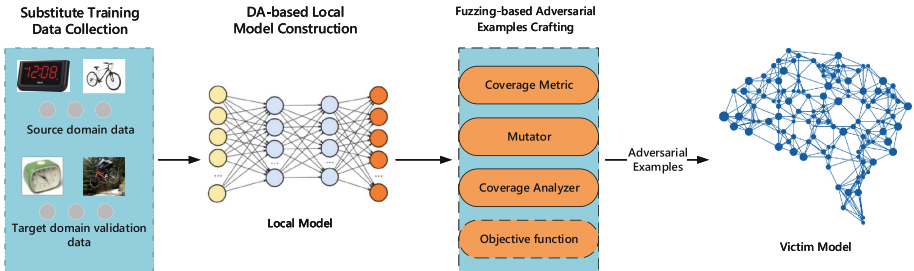 Substitute Training
Data Collection
12:08
Source domain data
Target domain validation
data
DA-based Local
Model Construction
...
...
...
...
Local Model
Fuzzing-based Adversarial
Examples Crafting
Coverage Metric
Mutator
Coverage Analyzer
Objective function
Adversarial
Examples
Victim Model